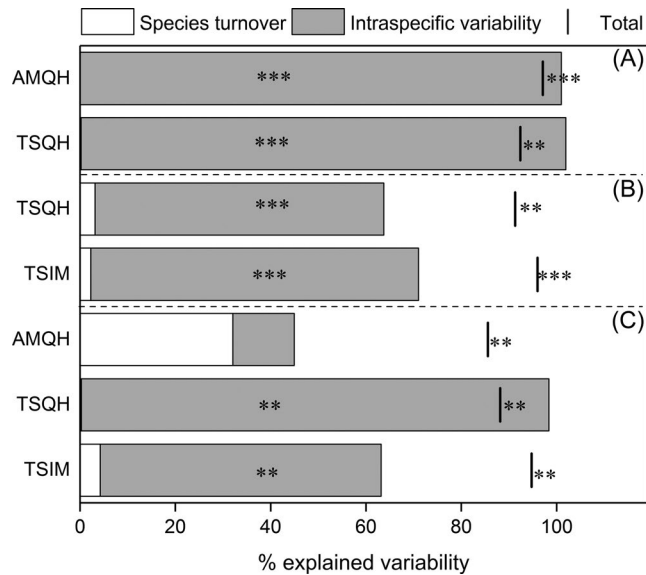 Species turnover Intraspecific variability Total
(A)
AMQH *** ***
TSQH *** **
(B)
TSQH *** **
TSIM *** ***
(C)
AMQH **
TSQH ** **
TSIM ** **
0 20 40 60 80 100
% explained variability